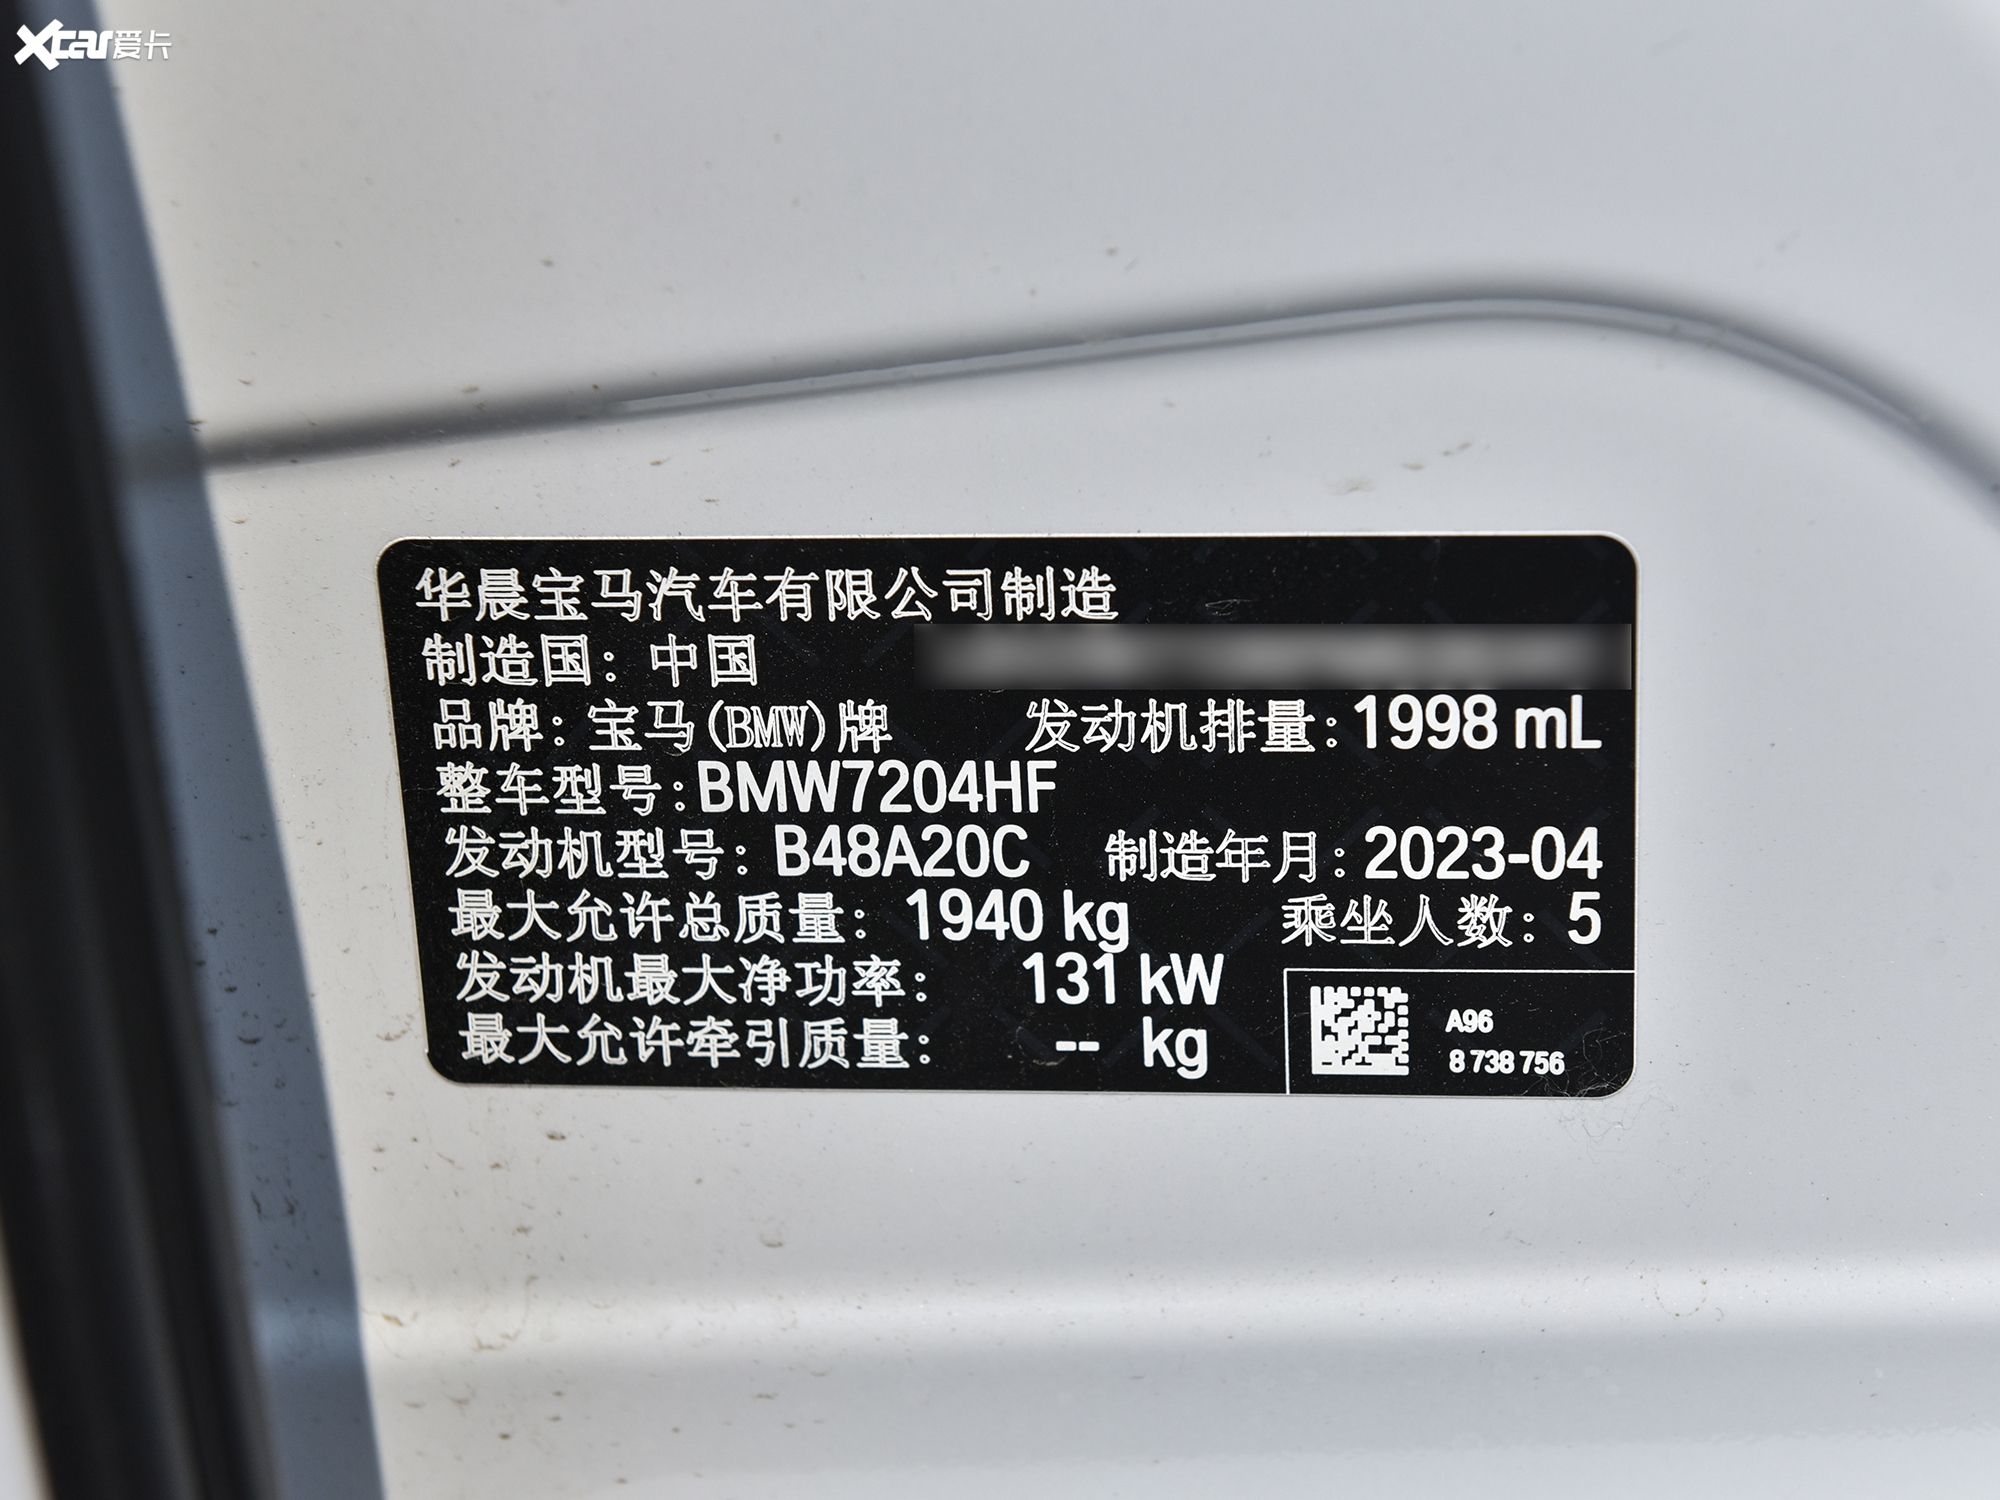 Xcar爱卡
华晨宝马汽车有限公司制造
制造国：中国
品牌：宝马(BMW)牌 发动机排量：1998 mL
整车型号：BMW7204HF
发动机型号：B48A20C 制造年月：2023-04
最大允许总质量：1940 kg 乘坐人数：5
发动机最大净功率：131 kW
最大允许牵引质量：-- kg
A96
8 738 756